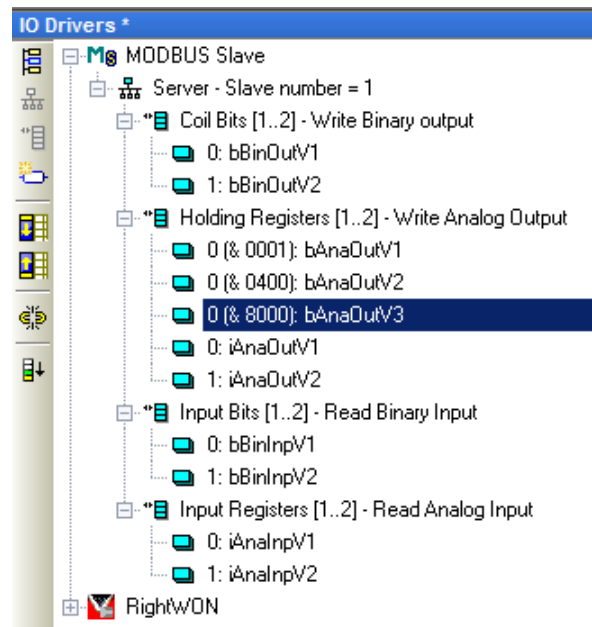 IO Drivers *
MODBUS Slave
Server - Slave number = 1
Coil Bits [1..2] - Write Binary output
0: bBinOutV1
1: bBinOutV2
Holding Registers [1..2] - Write Analog Output
0 (& 0001): bAnaOutV1
0 (& 0400): bAnaOutV2
0 (& 8000): bAnaOutV3
0: iAnaOutV1
1: iAnaOutV2
Input Bits [1..2] - Read Binary Input
0: bBinInpV1
1: bBinInpV2
Input Registers [1..2] - Read Analog Input
0: iAnaInpV1
1: iAnaInpV2
RightWON